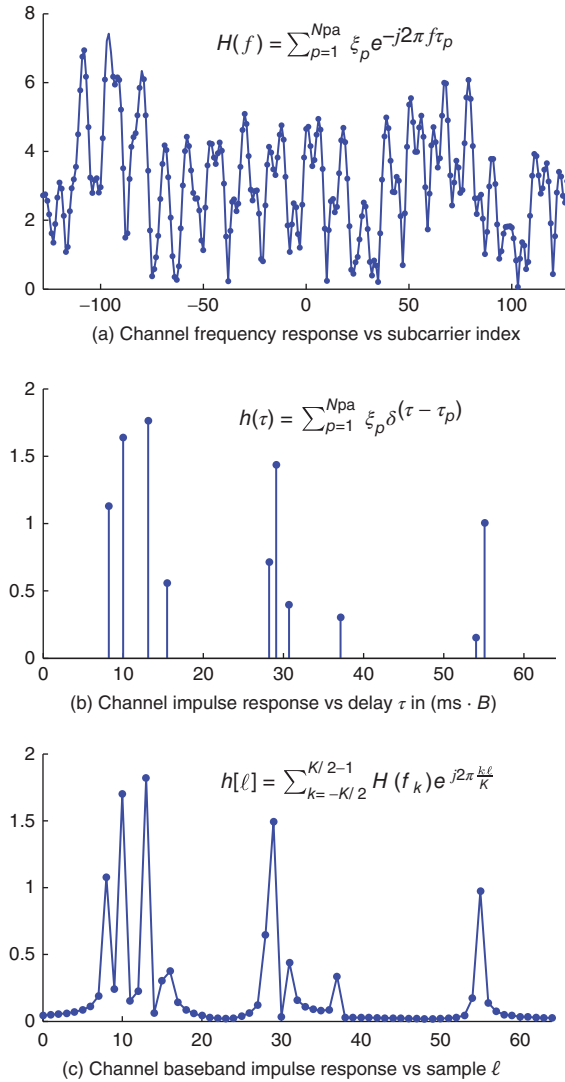 8
6
4
2
0
H(f) = ∑_{p=1}^{Npa} ξ_p e^{−j2π fτ_p}
−100 −50 0 50 100
(a) Channel frequency response vs subcarrier index
2
1.5
1
0.5
0
h(τ) = ∑_{p=1}^{Npa} ξ_p δ^{(τ − τ_p)}
0 10 20 30 40 50 60
(b) Channel impulse response vs delay τ in (ms · B)
2
1.5
1
0.5
0
h[ℓ] = ∑_{k=−K/2}^{K/2−1} H (f_k) e^{j2π \frac{kℓ}{K}}
0 10 20 30 40 50 60
(c) Channel baseband impulse response vs sample ℓ